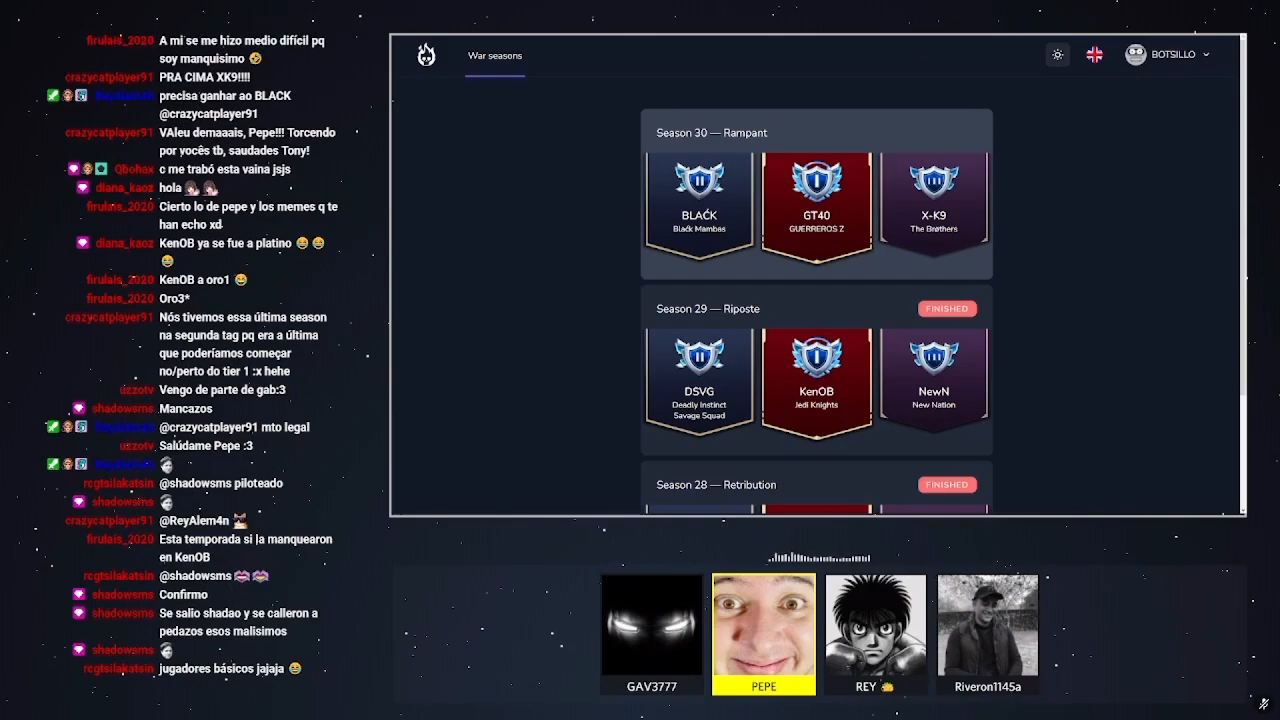 firulais_2020 A mi se me hizo medio difícil pq
soy manquisimo 🤣
crazycatplayer91 PRA CIMA XK9!!!!
precisa ganhar ao BLACK
@crazycatplayer91
crazycatplayer91 VAleu demaaais, Pepe!!! Torcendo
por vocês tb, saudades Tony!
Qbohax c me trabó esta vaina jsjs
diana_kaoz hola
firulais_2020 Cierto lo de pepe y los memes q te
han echo xd
diana_kaoz KenOB ya se fue a platino 😂 😂
😂
firulais_2020 KenOB a oro1 😂
firulais_2020 Oro3*
crazycatplayer91 Nós tivemos essa última season
na segunda tag pq era a última
que poderíamos começar
no/perto do tier 1 :x hehe
uzzotv Vengo de parte de gab:3
shadowsms Mancazos
@crazycatplayer91 mto legal
uzzotv Salúdame Pepe :3
rcgtsilakatsin @shadowsms piloteado
shadowsms
crazycatplayer91 @ReyAlem4n
firulais_2020 Esta temporada si la manquearon
en KenOB
rcgtsilakatsin @shadowsms
shadowsms Confirmo
shadowsms Se salio shadao y se calleron a
pedazos esos malisimos
shadowsms
rcgtsilakatsin jugadores básicos jajaja 😂
War seasons
BOTSILLO
Season 30 — Rampant
BLAĆK
Blaćk Mambas
GT40
GUERREROS Z
X-K9
The Brøthers
Season 29 — Riposte
FINISHED
DSVG
Deadly Instinct
Savage Squad
KenOB
Jedi Knights
NewN
New Nation
Season 28 — Retribution
FINISHED
GAV3777
PEPE
REY 🌮
Riveron1145a